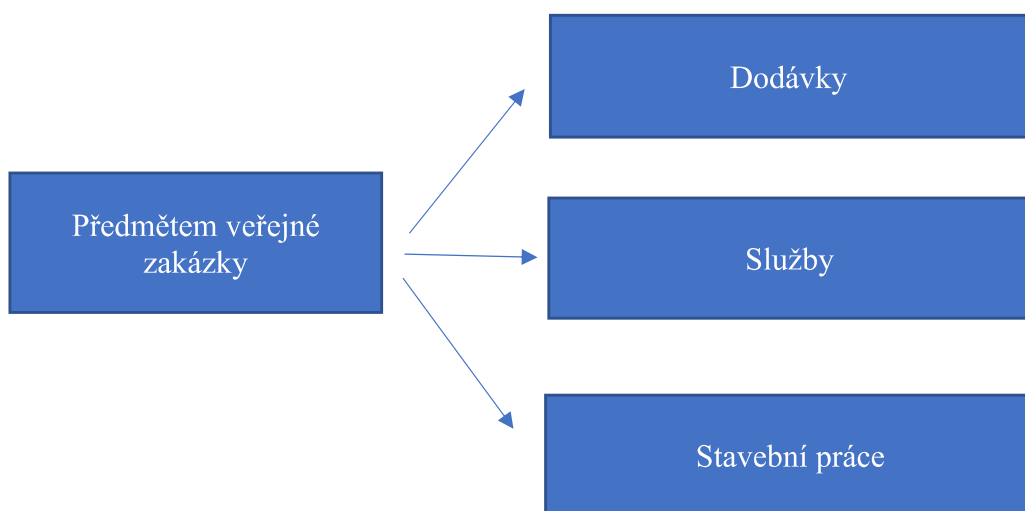 Předmětem veřejné
zakázky
Dodávky
Služby
Stavební práce